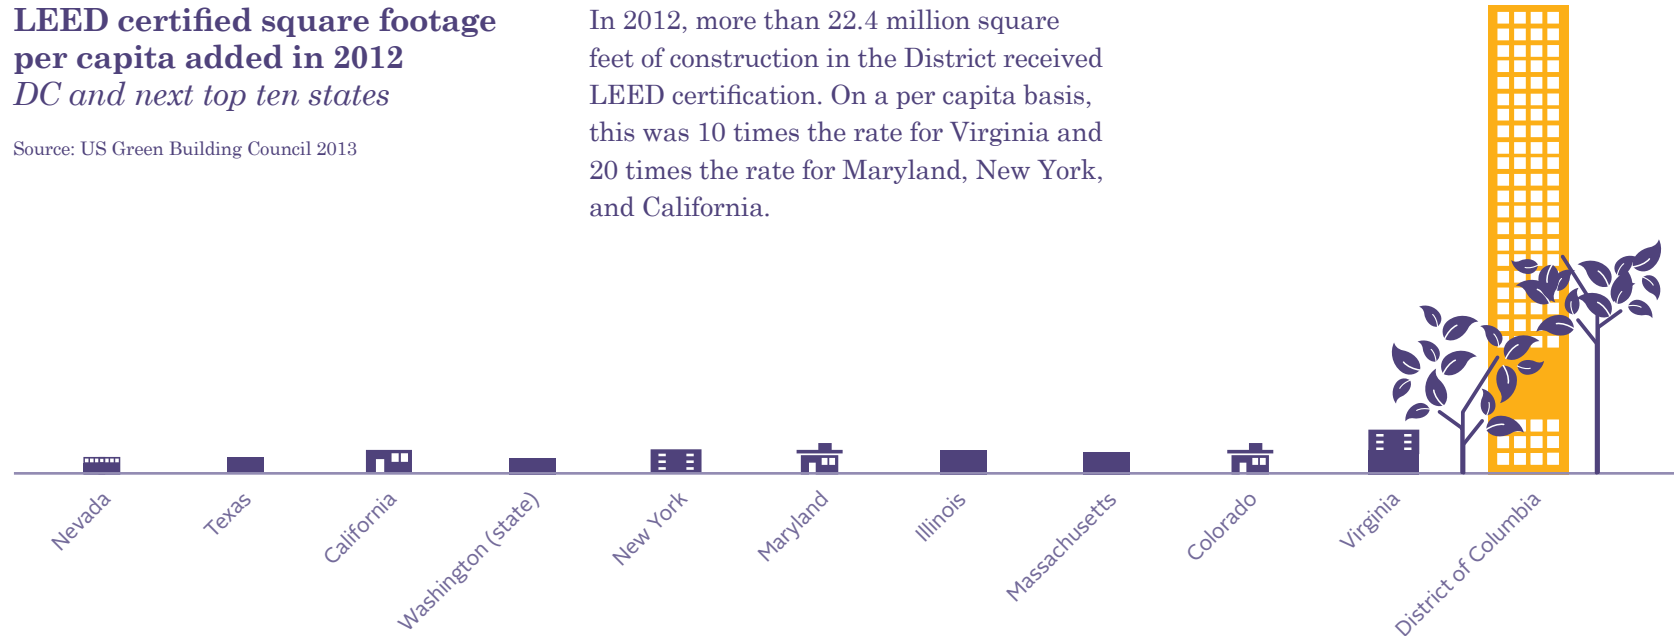 LEED certified square footage
per capita added in 2012
DC and next top ten states
Source: US Green Building Council 2013
In 2012, more than 22.4 million square
feet of construction in the District received
LEED certification. On a per capita basis,
this was 10 times the rate for Virginia and
20 times the rate for Maryland, New York,
and California.
Nevada
Texas
California
Washington (state)
New York
Maryland
Illinois
Massachusetts
Colorado
Virginia
District of Columbia